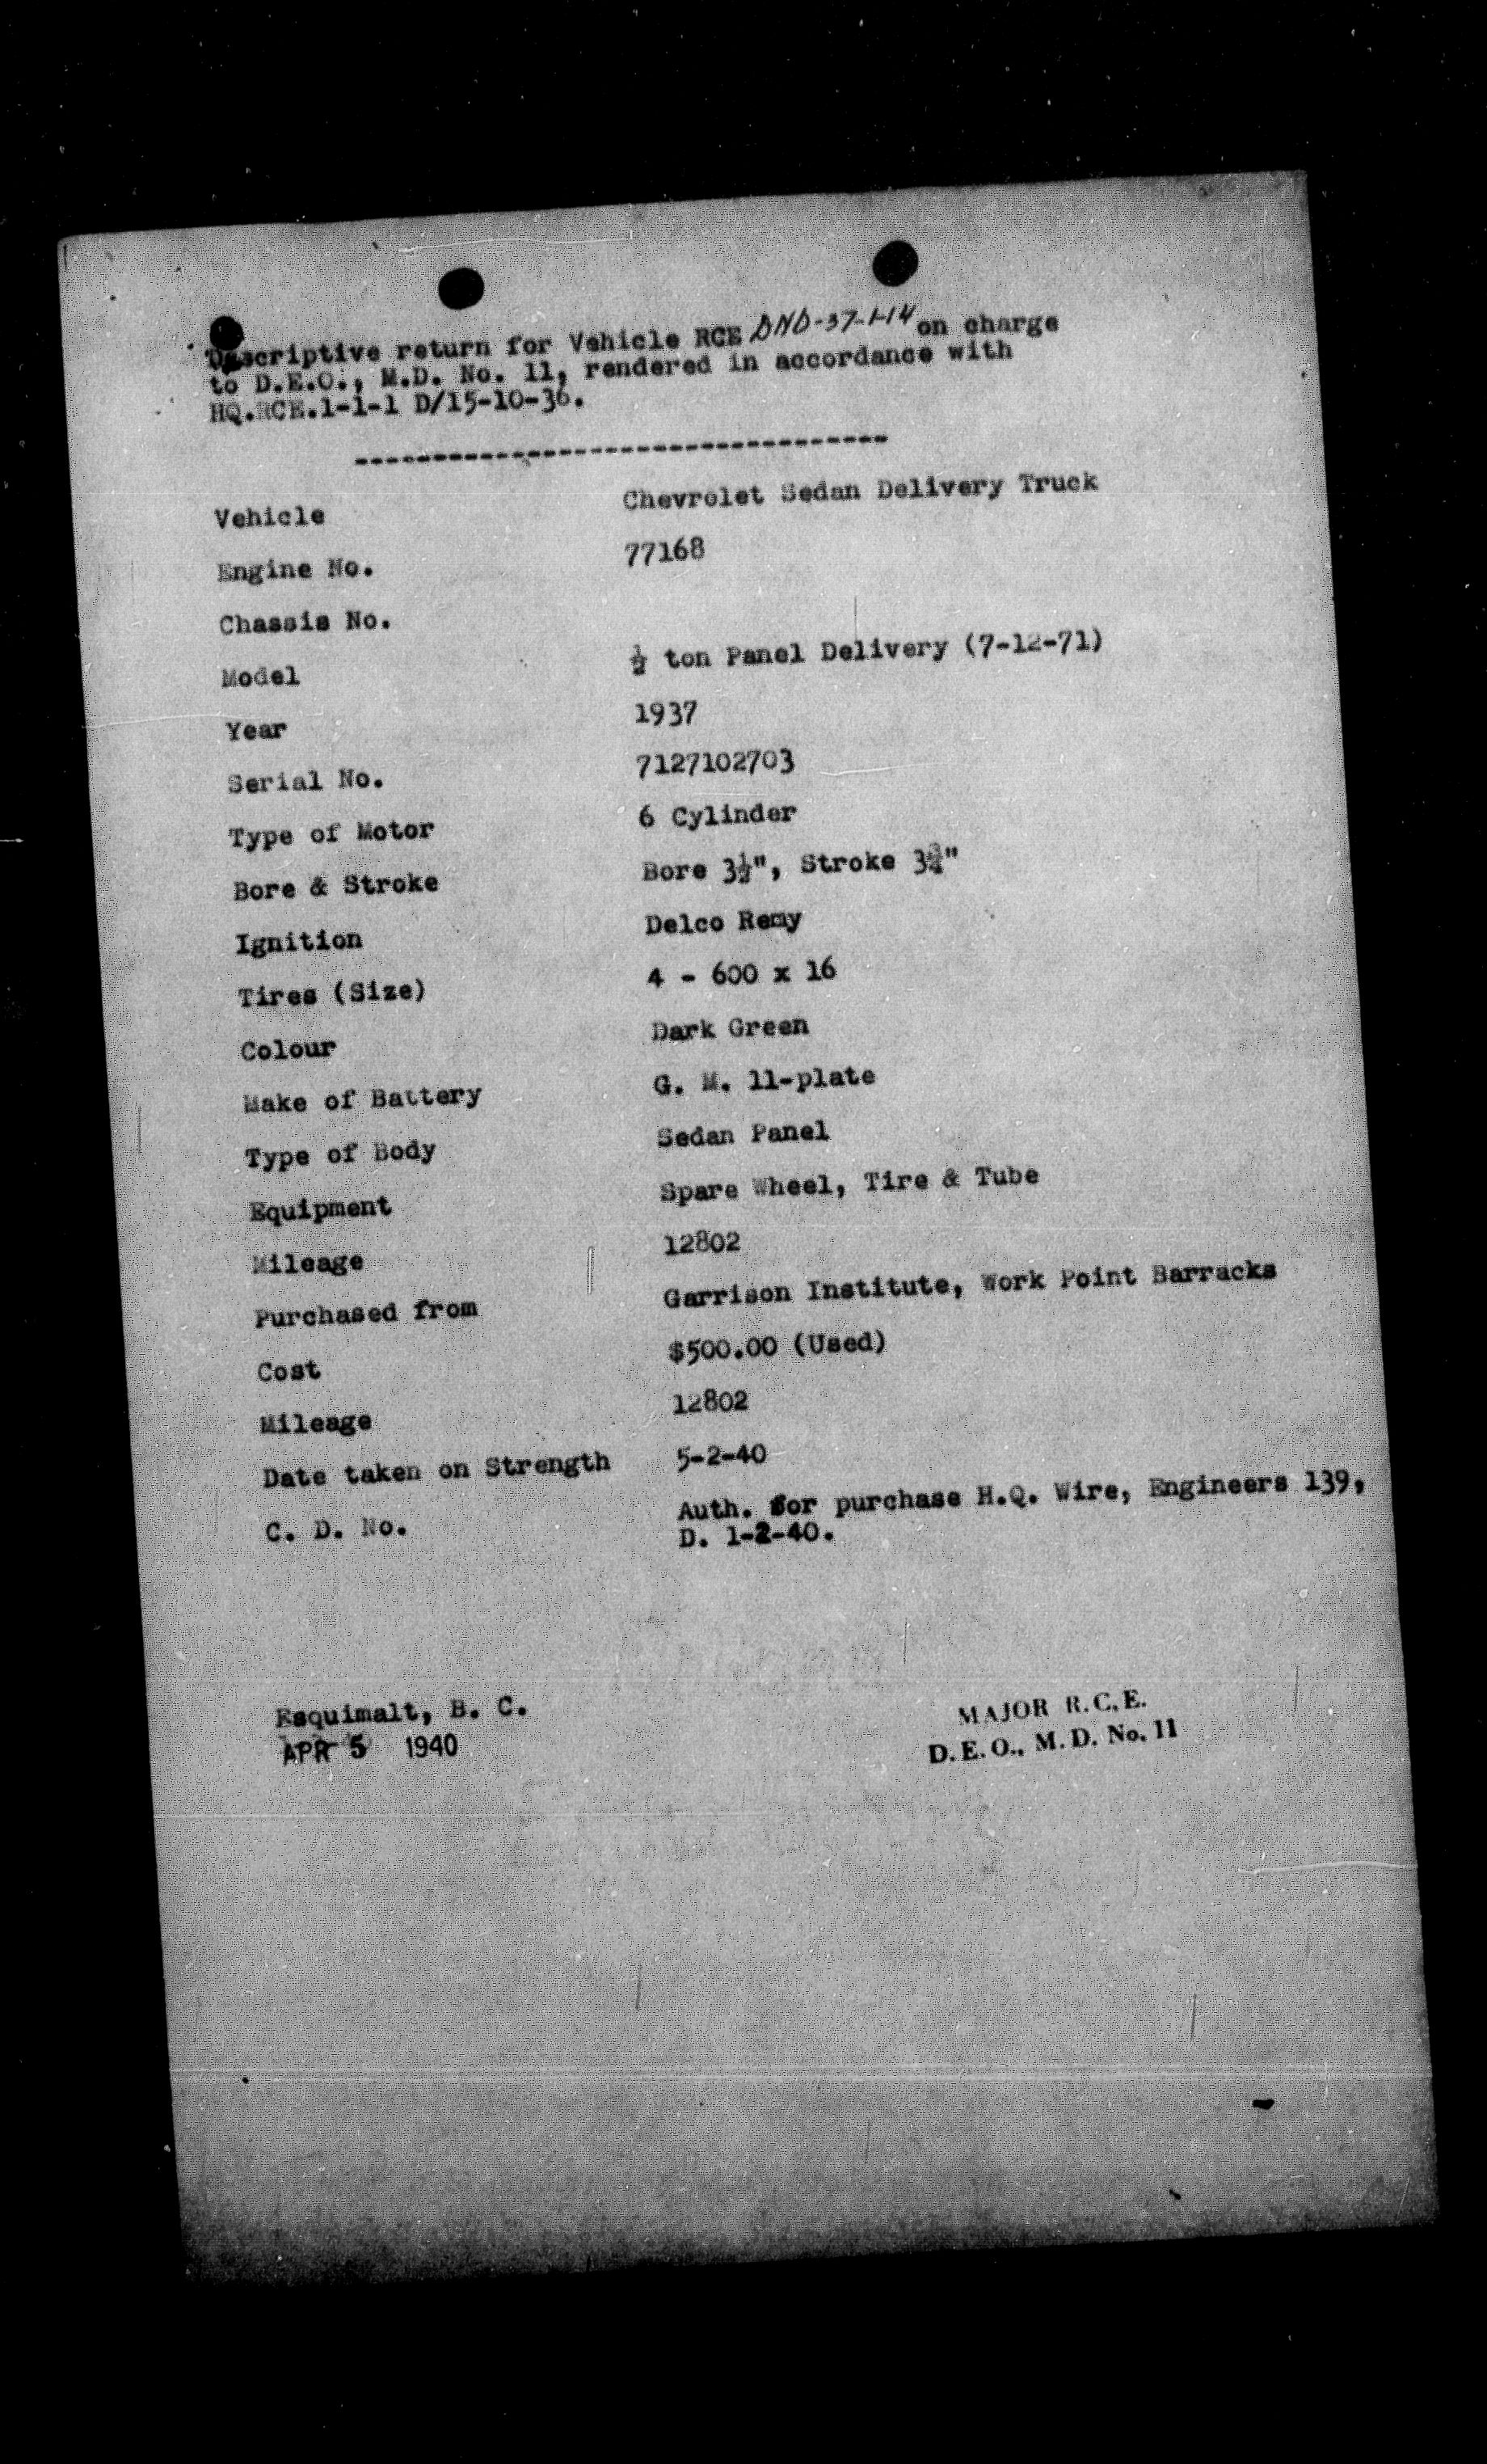 Descriptive return for Vehicle RCE DND-37-1-14 on charge
to D.E.O., M.D. No. 11, rendered in accordance with
HQ.RCE.1-1-1 D/15-10-36.
----------------------------------
Vehicle Chevrolet Sedan Delivery Truck
Engine No. 77168
Chassis No.
Model ½ ton Panel Delivery (7-12-71)
Year 1937
Serial No. 7127102703
Type of Motor 6 Cylinder
Bore & Stroke Bore 3½", Stroke 3¾"
Ignition Delco Remy
Tires (Size) 4 - 600 x 16
Colour Dark Green
Make of Battery G. M. 11-plate
Type of Body Sedan Panel
Equipment Spare Wheel, Tire & Tube
Mileage 12802
Purchased from Garrison Institute, Work Point Barracks
Cost $500.00 (Used)
Mileage 12802
Date taken on Strength 5-2-40
C. D. No. Auth. for purchase H.Q. Wire, Engineers 139,
D. 1-2-40.
Esquimalt, B. C.
APR 5 1940
MAJOR R.C.E.
D.E.O., M.D. No. 11